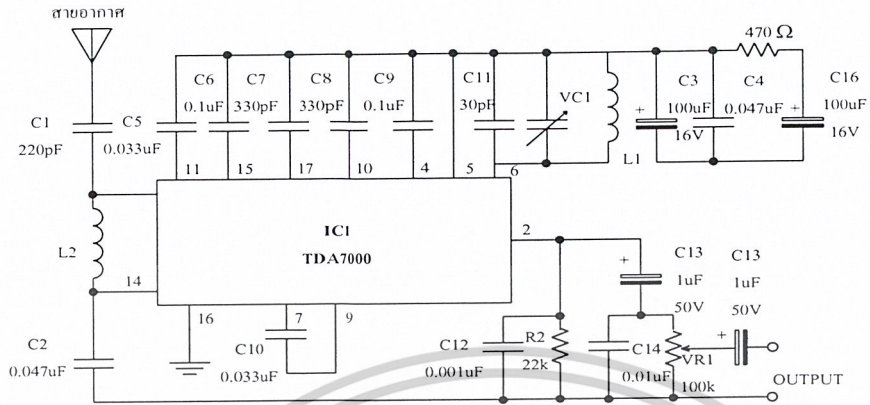 สายอากาศ
470 Ω
C6 C7 C8 C9 C11 C3 C4 C16
0.1uF 330pF 330pF 0.1uF 30pF VC1 100uF 0.047uF 100uF
C1 C5
220pF 0.033uF
+ +
16V 16V
L1
11 15 17 10 4 5 6
IC1
TDA7000
2
L2
14
16 7 9
C13 C13
+
1uF 1uF
50V 50V
C2
0.047uF
C10
0.033uF
C12 R2 C14 VR1 +
0.001uF 22k 0.01uF 100k
OUTPUT